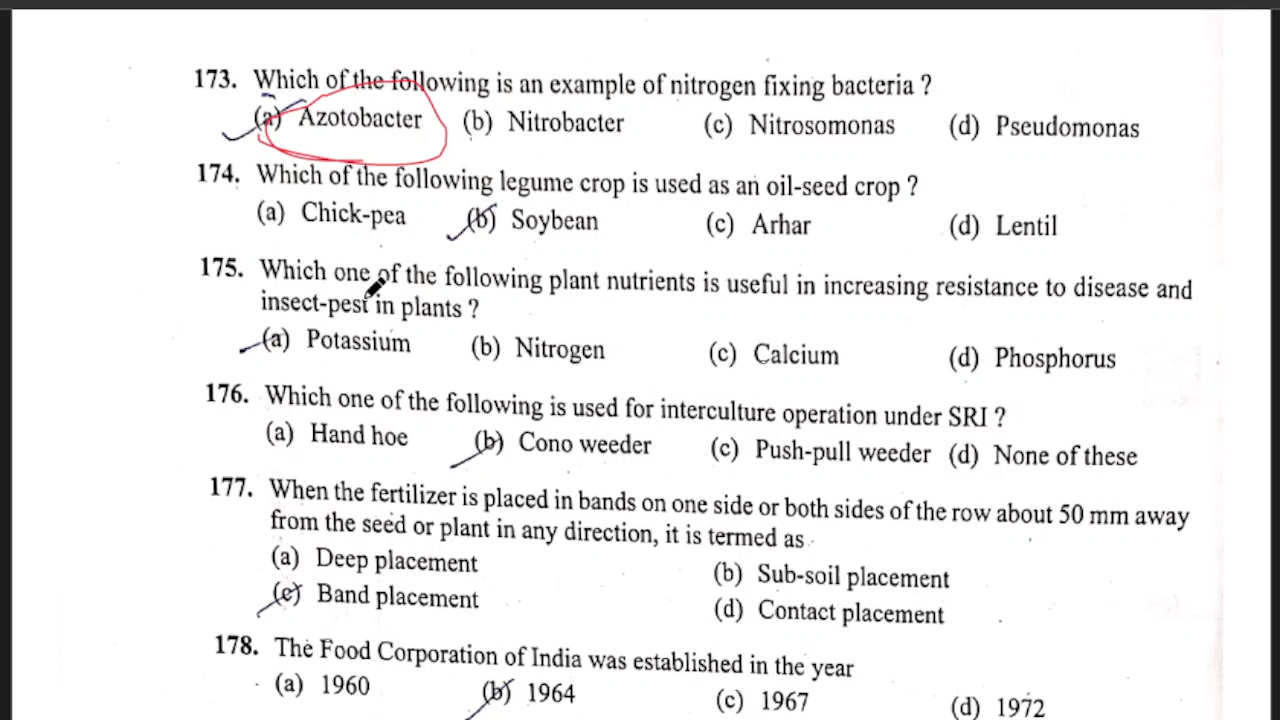 173. Which of the following is an example of nitrogen fixing bacteria ?
(a) Azotobacter (b) Nitrobacter (c) Nitrosomonas (d) Pseudomonas
174. Which of the following legume crop is used as an oil-seed crop ?
(a) Chick-pea (b) Soybean (c) Arhar (d) Lentil
175. Which one of the following plant nutrients is useful in increasing resistance to disease and
insect-pest in plants ?
(a) Potassium (b) Nitrogen (c) Calcium (d) Phosphorus
176. Which one of the following is used for interculture operation under SRI ?
(a) Hand hoe (b) Cono weeder (c) Push-pull weeder (d) None of these
177. When the fertilizer is placed in bands on one side or both sides of the row about 50 mm away
from the seed or plant in any direction, it is termed as
(a) Deep placement (b) Sub-soil placement
(c) Band placement (d) Contact placement
178. The Food Corporation of India was established in the year
(a) 1960 (b) 1964 (c) 1967 (d) 1972